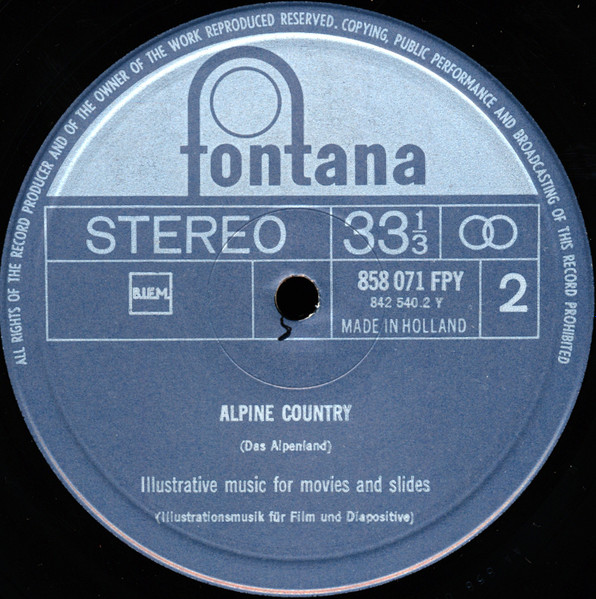 ALL RIGHTS OF THE RECORD PRODUCER AND OF THE OWNER OF THE WORK REPRODUCED RESERVED. COPYING, PUBLIC PERFORMANCE AND BROADCASTING OF THIS RECORD PROHIBITED
fontana
STEREO 33 1/3
B.I.E.M. 858 071 FPY 2
842 540.2 Y
MADE IN HOLLAND
ALPINE COUNTRY
(Das Alpenland)
Illustrative music for movies and slides
(Illustrationsmusik für Film und Diapositive)